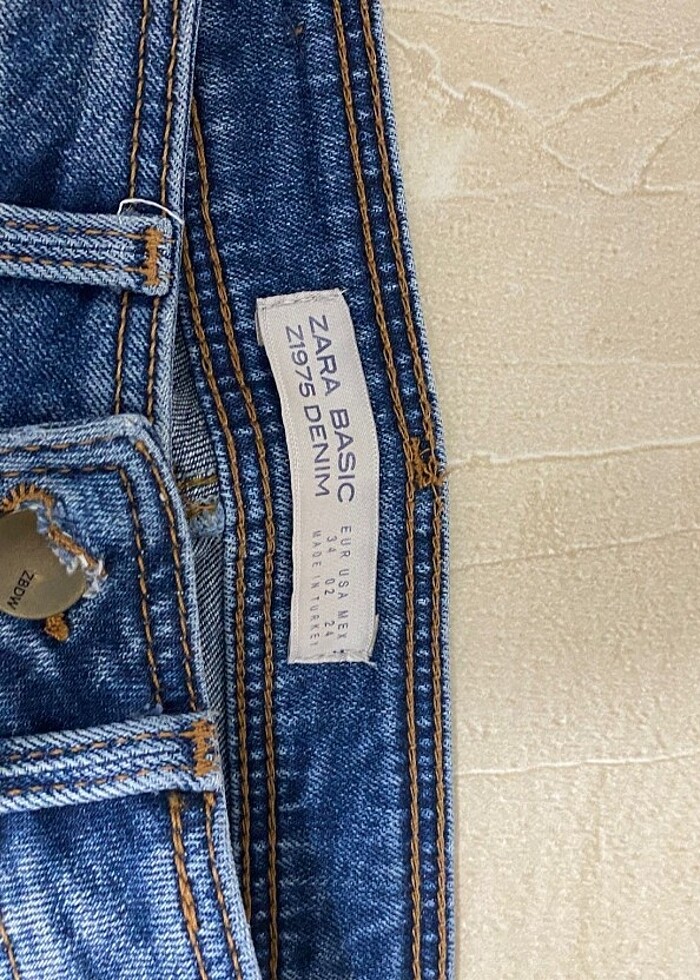 ZARA BASIC
Z1975 DENIM
EUR USA MEX
34 02 24
MADE IN TURKEY
ZBDW